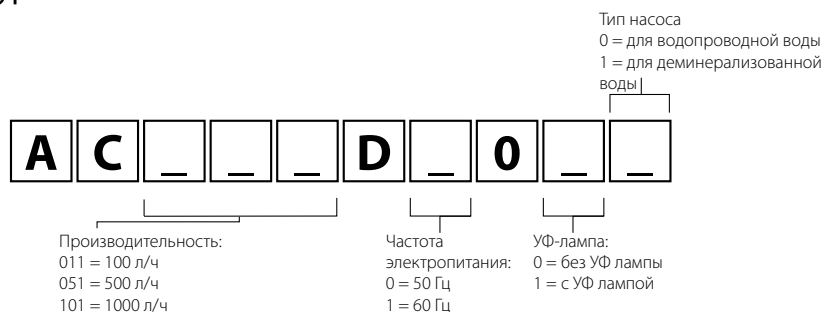 Тип насоса
0 = для водопроводной воды
1 = для деминерализованной
воды
A C _ _ _ D _ 0 _ _
Производительность:
011 = 100 л/ч
051 = 500 л/ч
101 = 1000 л/ч
Частота
электропитания:
0 = 50 Гц
1 = 60 Гц
УФ-лампа:
0 = без УФ лампы
1 = с УФ лампой